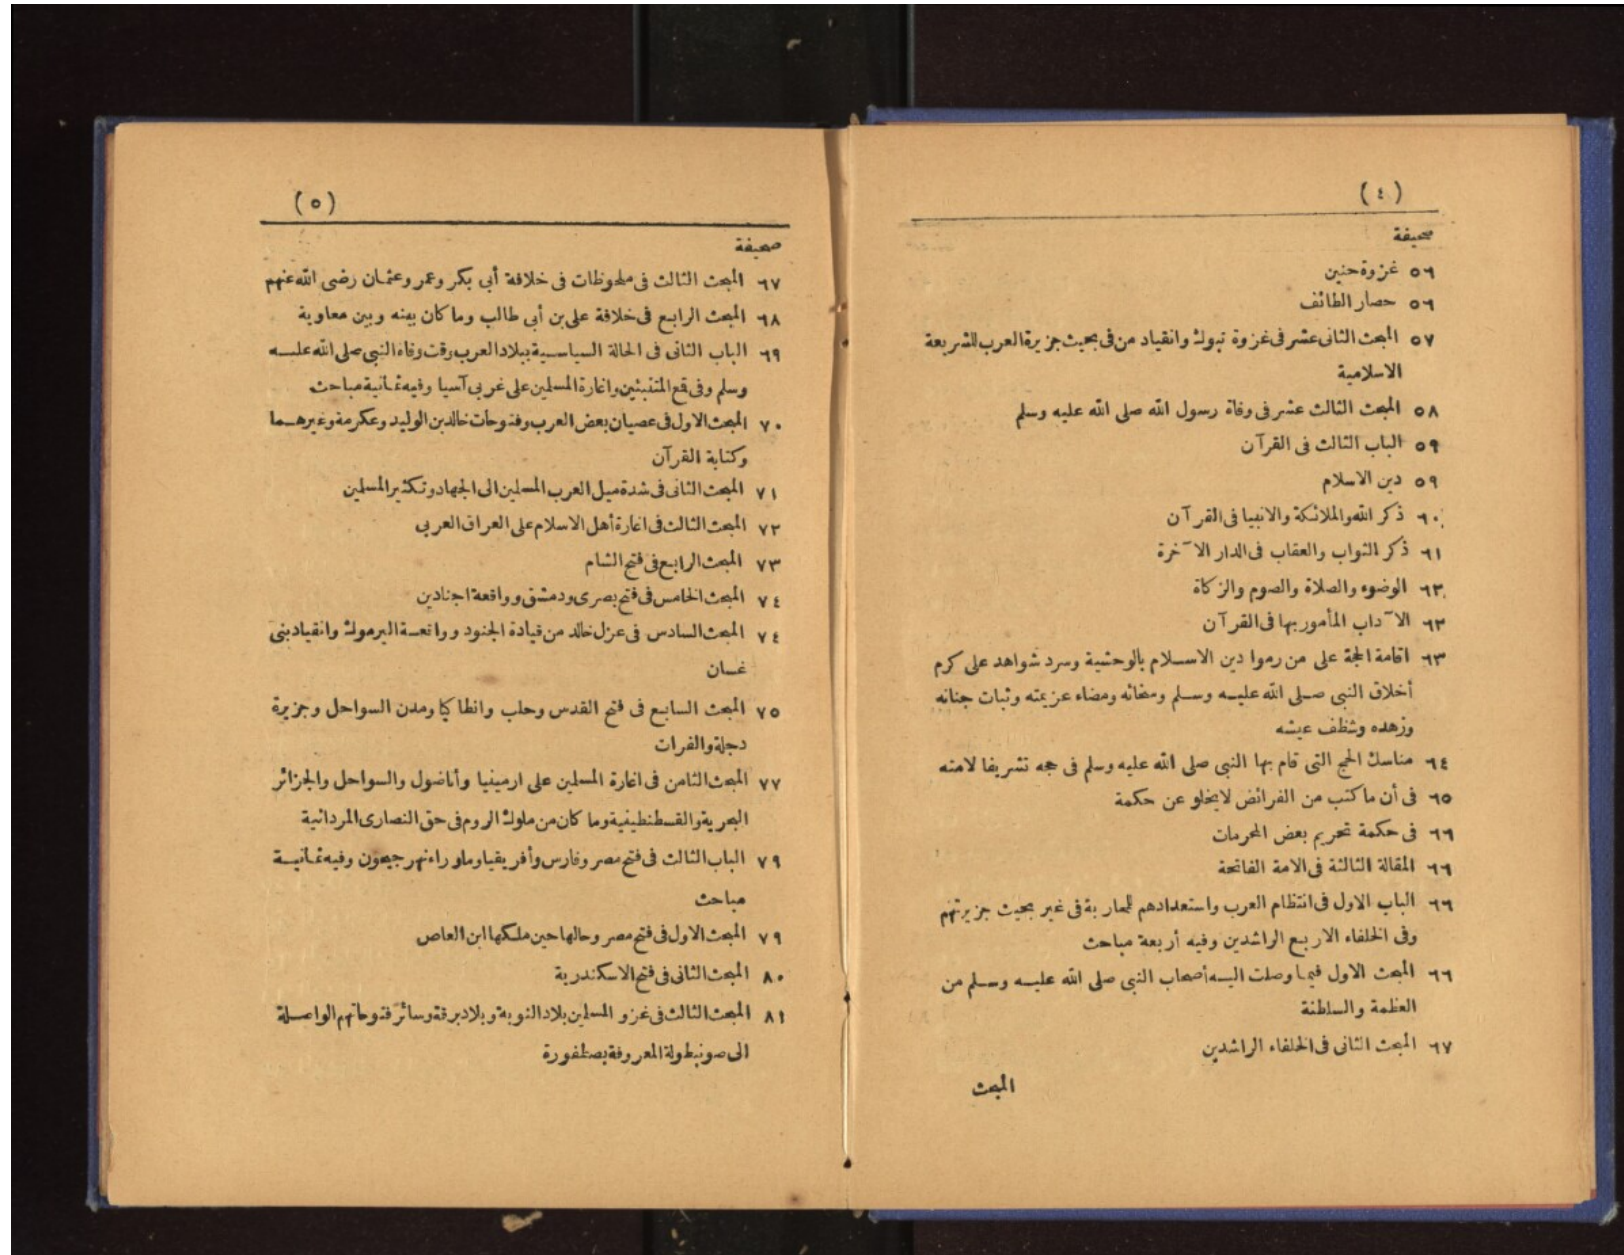 (٤)
صحيفة
٥٦ غزوة حنين
٥٦ حصار الطائف
٥٧ المبحث الثانى عشر فى غزوة تبوك وانقياد من فى بحيث جزيرة العرب للشريعة
الاسلامية
٥٨ المبحث الثالث عشر فى وفاة رسول الله صلى الله عليه وسلم
٥٩ الباب الثالث فى القرآن
٥٩ دين الاسلام
٦٠ ذكر الله والملائكة والانبيا فى القرآن
٦١ ذكر الثواب والعقاب فى الدار الآخرة
٦٣ الوضوء والصلاة والصوم والزكاة
٦٣ الآداب المأمور بها فى القرآن
٦٣ اقامة الحجة على من رموا دين الاسلام بالوحشية وسرد شواهد على كرم
أخلاق النبى صلى الله عليه وسلم وسخائه ومضاء عزيمته وثبات جنانه
وزهده وشظف عيشه
٦٤ مناسك الحج التى قام بها النبى صلى الله عليه وسلم فى حجه تشريفا لامته
٦٥ فى أن ما كتب من الفرائض لا يخلو عن حكمة
٦٦ فى حكمة تحريم بعض المحرمات
٦٦ المقالة الثالثة فى الامة الفاتحة
٦٦ الباب الاول فى انتظام العرب واستعدادهم للمحاربة فى غير بحيث جزيرتهم
وفى الخلفاء الاربع الراشدين وفيه أربعة مباحث
٦٦ المبحث الاول فيما وصلت اليه أصحاب النبى صلى الله عليه وسلم من
العظمة والسلطنة
٦٧ المبحث الثانى فى الخلفاء الراشدين
المبحث
(٥)
صحيفة
٦٧ المبحث الثالث فى ملحوظات فى خلافة أبى بكر وعمر وعثمان رضى الله عنهم
٦٨ المبحث الرابع فى خلافة على بن أبى طالب وما كان بينه وبين معاوية
٦٩ الباب الثانى فى الحالة السياسية ببلاد العرب وقت وفاة النبى صلى الله عليه
وسلم وفى قمع المتنبئين واغارة المسلمين على غربى آسيا وفيه ثمانية مباحث
٧٠ المبحث الاول فى عصيان بعض العرب وفتوحات خالد بن الوليد وعكرمة وغيرهما
وكتابة القرآن
٧١ المبحث الثانى فى شدة ميل العرب المسلمين الى الجهاد وتكثير المسلمين
٧٢ المبحث الثالث فى اغارة أهل الاسلام على العراق العربى
٧٣ المبحث الرابع فى فتح الشام
٧٤ المبحث الخامس فى فتح بصرى ودمشق وواقعة اجنادين
٧٤ المبحث السادس فى عزل خالد من قيادة الجنود وواقعة اليرموك وانقياد بنى
غسان
٧٥ المبحث السابع فى فتح القدس وحلب وانطاكيا ومدن السواحل وجزيرة
دجلة والفرات
٧٧ المبحث الثامن فى اغارة المسلمين على ارمينيا وأناضول والسواحل والجزائر
البحرية والقسطنطينية وما كان من ملوك الروم فى حق النصارى المردائية
٧٩ الباب الثالث فى فتح مصر وفارس وأفريقيا وما وراء نهر جيحون وفيه ثمانية
مباحث
٧٩ المبحث الاول فى فتح مصر وحالها حين ملكها ابن العاص
٨٠ المبحث الثانى فى فتح الاسكندرية
٨١ المبحث الثالث فى غزو المسلمين بلاد النوبة وبلاد برقة وسائر فتوحاتهم الواصلة
الى صونيطولة المعروفة بصطفورة